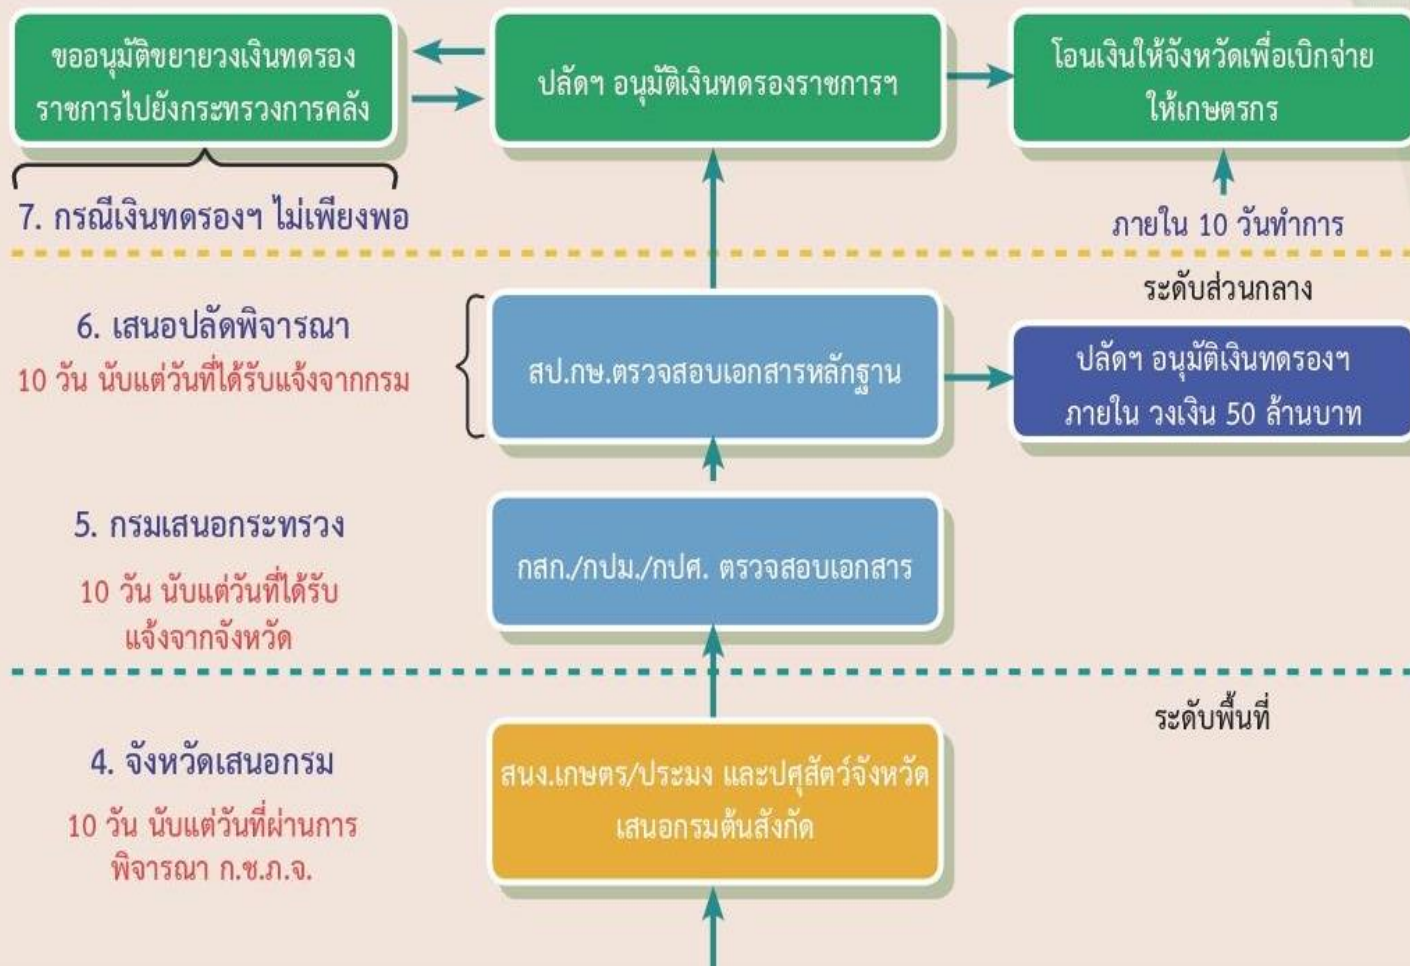 ขออนุมัติขยายวงเงินทดรอง
ราชการไปยังกระทรวงการคลัง
ปลัดฯ อนุมัติเงินทดรองราชการฯ
โอนเงินให้จังหวัดเพื่อเบิกจ่าย
ให้เกษตรกร
7. กรณีเงินทดรองฯ ไม่เพียงพอ
ภายใน 10 วันทำการ
ระดับส่วนกลาง
6. เสนอปลัดพิจารณา
10 วัน นับแต่วันที่ได้รับแจ้งจากกรม
สป.กษ.ตรวจสอบเอกสารหลักฐาน
ปลัดฯ อนุมัติเงินทดรองฯ
ภายใน วงเงิน 50 ล้านบาท
5. กรมเสนอกระทรวง
10 วัน นับแต่วันที่ได้รับ
แจ้งจากจังหวัด
กสก./กปม./กปศ. ตรวจสอบเอกสาร
ระดับพื้นที่
4. จังหวัดเสนอกรม
10 วัน นับแต่วันที่ผ่านการ
พิจารณา ก.ช.ภ.จ.
สนง.เกษตร/ประมง และปศุสัตว์จังหวัด
เสนอกรมต้นสังกัด